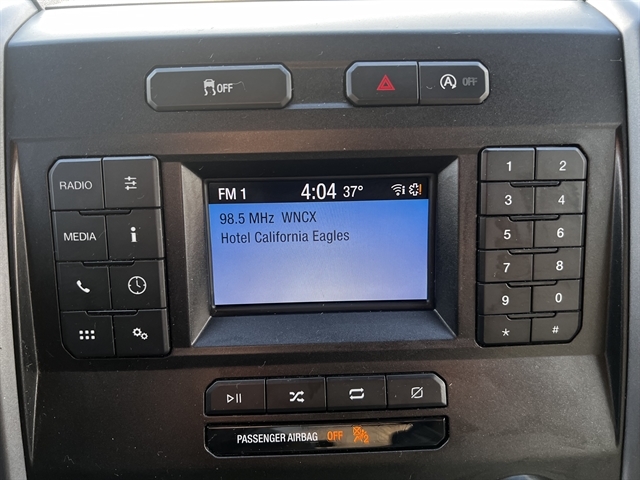 OFF
A OFF
RADIO
MEDIA
i
FM 1 4:04 37°
98.5 MHz WNCX
Hotel California Eagles
1 2
3 4
5 6
7 8
9 0
* #
PASSENGER AIRBAG OFF 2